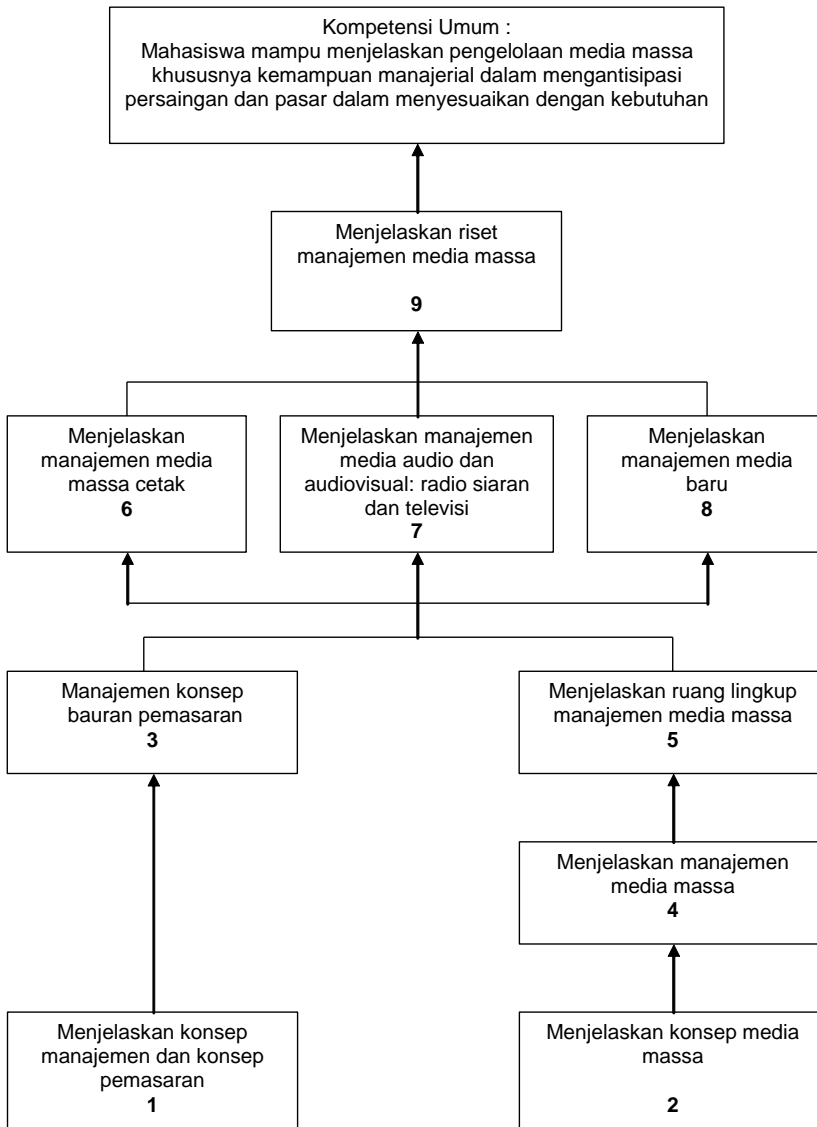 Kompetensi Umum :
Mahasiswa mampu menjelaskan pengelolaan media massa
khususnya kemampuan manajerial dalam mengantisipasi
persaingan dan pasar dalam menyesuaikan dengan kebutuhan
Menjelaskan riset
manajemen media massa
9
Menjelaskan
manajemen media
massa cetak
6
Menjelaskan manajemen
media audio dan
audiovisual: radio siaran
dan televisi
7
Menjelaskan
manajemen media
baru
8
Manajemen konsep
bauran pemasaran
3
Menjelaskan ruang lingkup
manajemen media massa
5
Menjelaskan manajemen
media massa
4
Menjelaskan konsep
manajemen dan konsep
pemasaran
1
Menjelaskan konsep media
massa
2